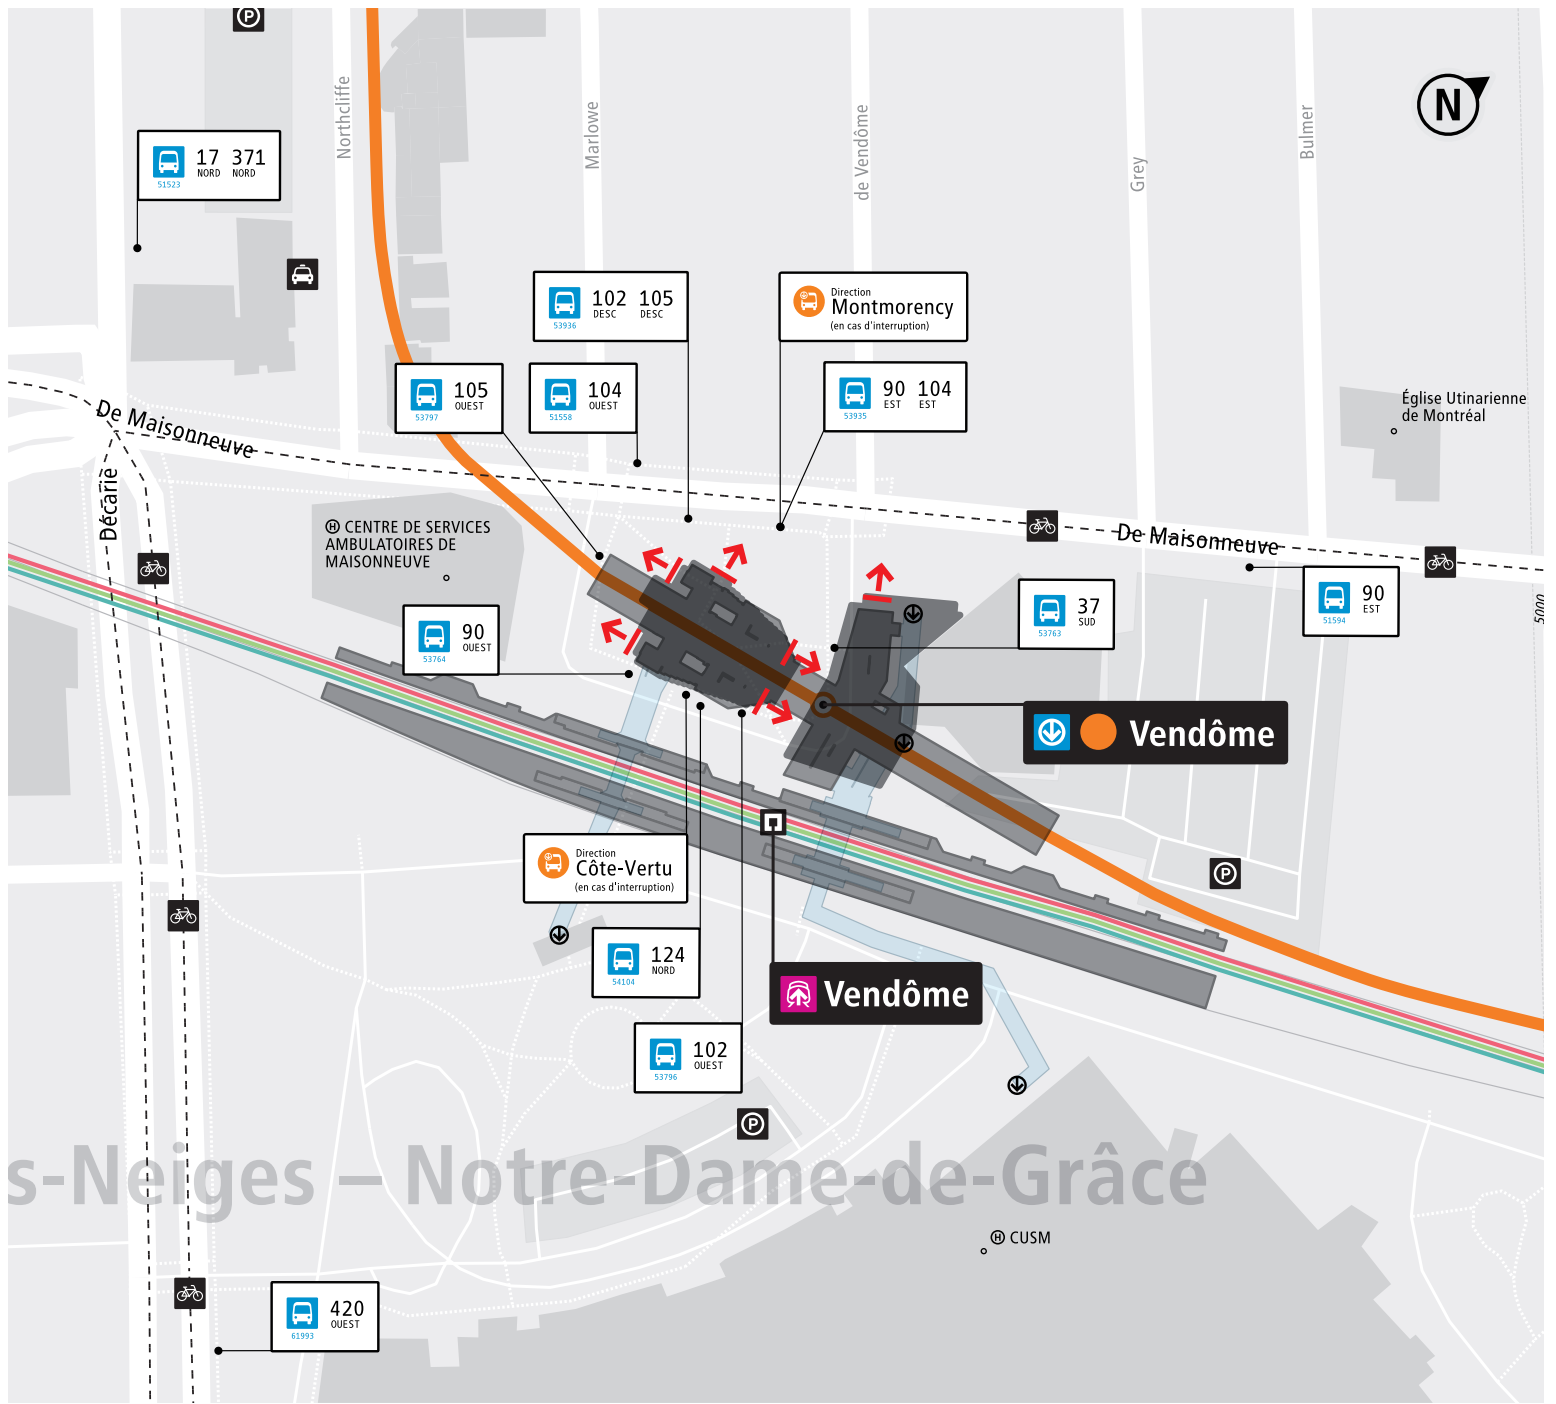 P
Northcliffe
Marlowe
de Vendôme
Grey
Bulmer
N
17 371
NORD NORD
51523
102 105
DESC DESC
53936
Direction
Montmorency
(en cas d'interruption)
105
OUEST
53797
104
OUEST
51558
90 104
EST EST
53935
Église Utinarienne
de Montréal
De Maisonneuve
Décarie
H CENTRE DE SERVICES
AMBULATOIRES DE
MAISONNEUVE
De Maisonneuve
90
OUEST
53764
37
SUD
53763
90
EST
51594
5000
Vendôme
Direction
Côte-Vertu
(en cas d'interruption)
P
124
NORD
54104
Vendôme
102
OUEST
53796
P
s-Neiges – Notre-Dame-de-Grâce
H CUSM
420
OUEST
61993